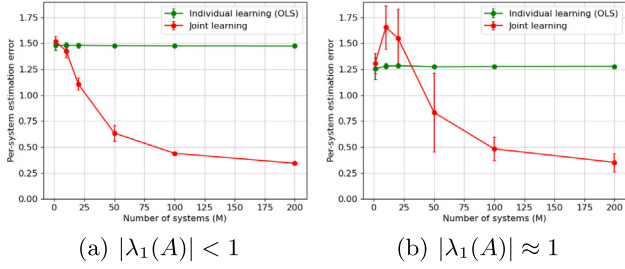 Per-system estimation error
1.75
1.50
1.25
1.00
0.75
0.50
0.25
0.00
Individual learning (OLS)
Joint learning
0 25 50 75 100 125 150 175 200
Number of systems (M)
(a) |λ₁(A)| < 1
Per-system estimation error
1.75
1.50
1.25
1.00
0.75
0.50
0.25
0.00
Individual learning (OLS)
Joint learning
0 25 50 75 100 125 150 175 200
Number of systems (M)
(b) |λ₁(A)| ≈ 1